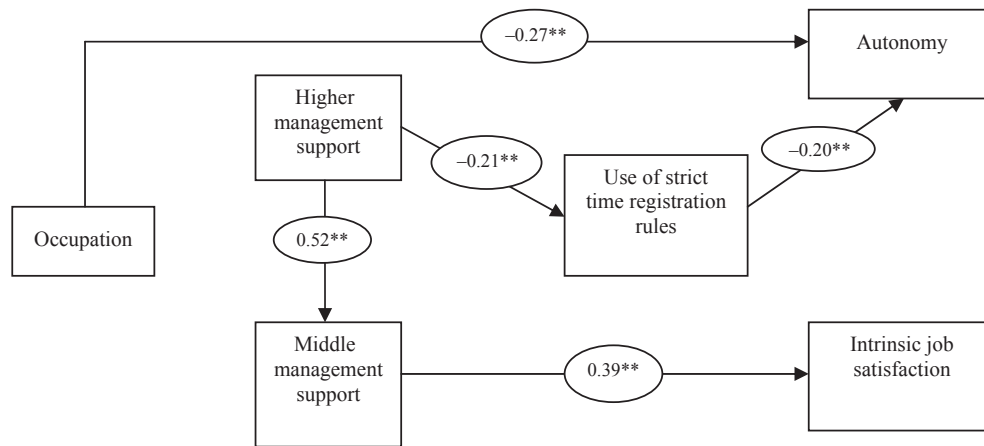 –0.27**
Autonomy
Higher
management
support
–0.21**
–0.20**
Use of strict
time registration
rules
Occupation
0.52**
Middle
management
support
0.39**
Intrinsic job
satisfaction